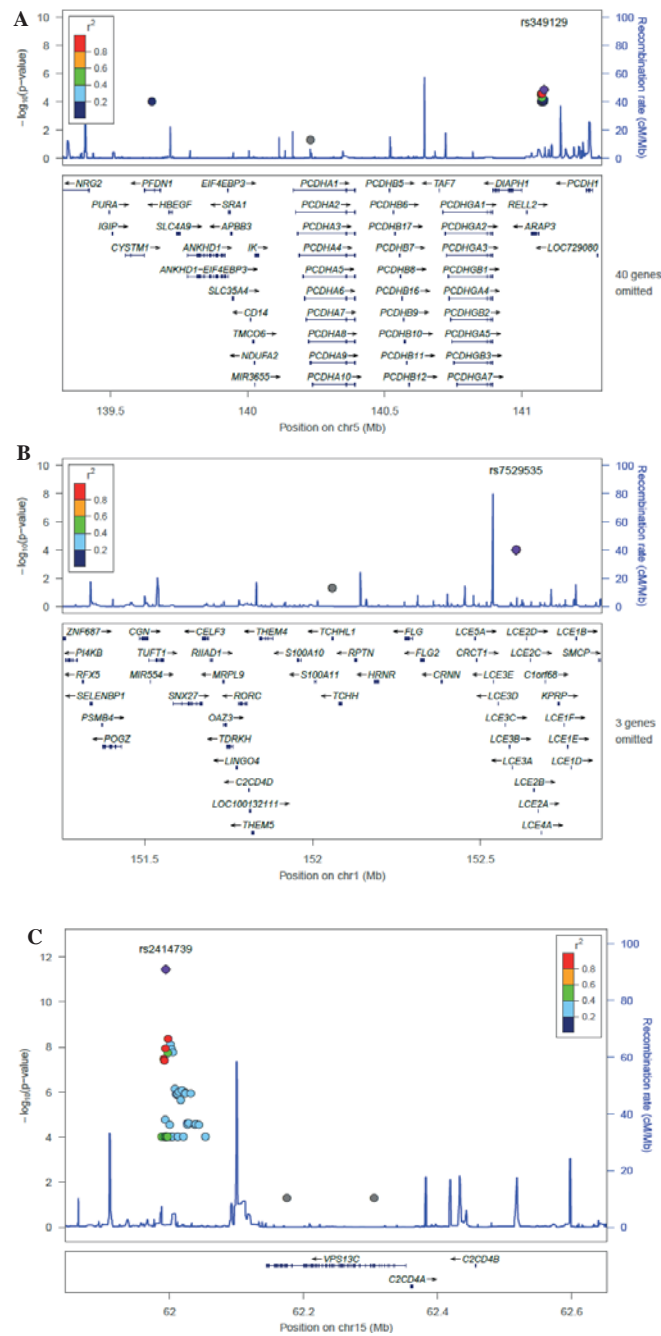 A
rs349129
r²
0.8
0.6
0.4
0.2
10
8
6
4
2
0
−log10(p-value)
100
80
60
40
20
0
Recombination rate (cM/Mb)
NRG2 PFDN1 EIF4EBP3 PCDHA1 PCDHB5 TAF7 DIAPH1 PCDH1
PURA HBEGF SRA1 PCDHA2 PCDHB6 PCDHGA1 RELL2
IGIP SLC4A9 APBB3 PCDHA3 PCDHB17 PCDHGA2 ARAP3
CYSTM1 ANKHD1 IK PCDHA4 PCDHB7 PCDHGA3 LOC729080
ANKHD1-EIF4EBP3 PCDHA5 PCDHB8 PCDHGB1
SLC35A4 PCDHA6 PCDHB16 PCDHGA4
CD14 PCDHA7 PCDHB9 PCDHGB2
TMCO6 PCDHA8 PCDHB10 PCDHGA5
NDUFA2 PCDHA9 PCDHB11 PCDHGB3
MIR3655 PCDHA10 PCDHB12 PCDHGA7
40 genes
omitted
139.5 140 140.5 141
Position on chr5 (Mb)
B
rs7529535
r²
0.8
0.6
0.4
0.2
10
8
6
4
2
0
−log10(p-value)
100
80
60
40
20
0
Recombination rate (cM/Mb)
ZNF687 CGN CELF3 THEM4 TCHHL1 FLG LCE5A LCE2D LCE1B
PI4KB TUFT1 RIIAD1 S100A10 RPTN FLG2 CRCT1 LCE2C SMCP
RFX5 MIR554 MRPL9 S100A11 HRNR CRNN LCE3E C1orf68
SELENBP1 SNX27 RORC TCHH LCE3D KPRP
PSMB4 OAZ3 LCE3C LCE1F
POGZ TDRKH LCE3B LCE1E
LINGO4 LCE3A LCE1D
C2CD4D LCE2B
LOC100132111 LCE2A
THEM5 LCE4A
3 genes
omitted
151.5 152 152.5
Position on chr1 (Mb)
C
rs2414739
r²
0.8
0.6
0.4
0.2
12
10
8
6
4
2
0
−log10(p-value)
100
80
60
40
20
0
Recombination rate (cM/Mb)
VPS13C C2CD4B
C2CD4A
62 62.2 62.4 62.6
Position on chr15 (Mb)